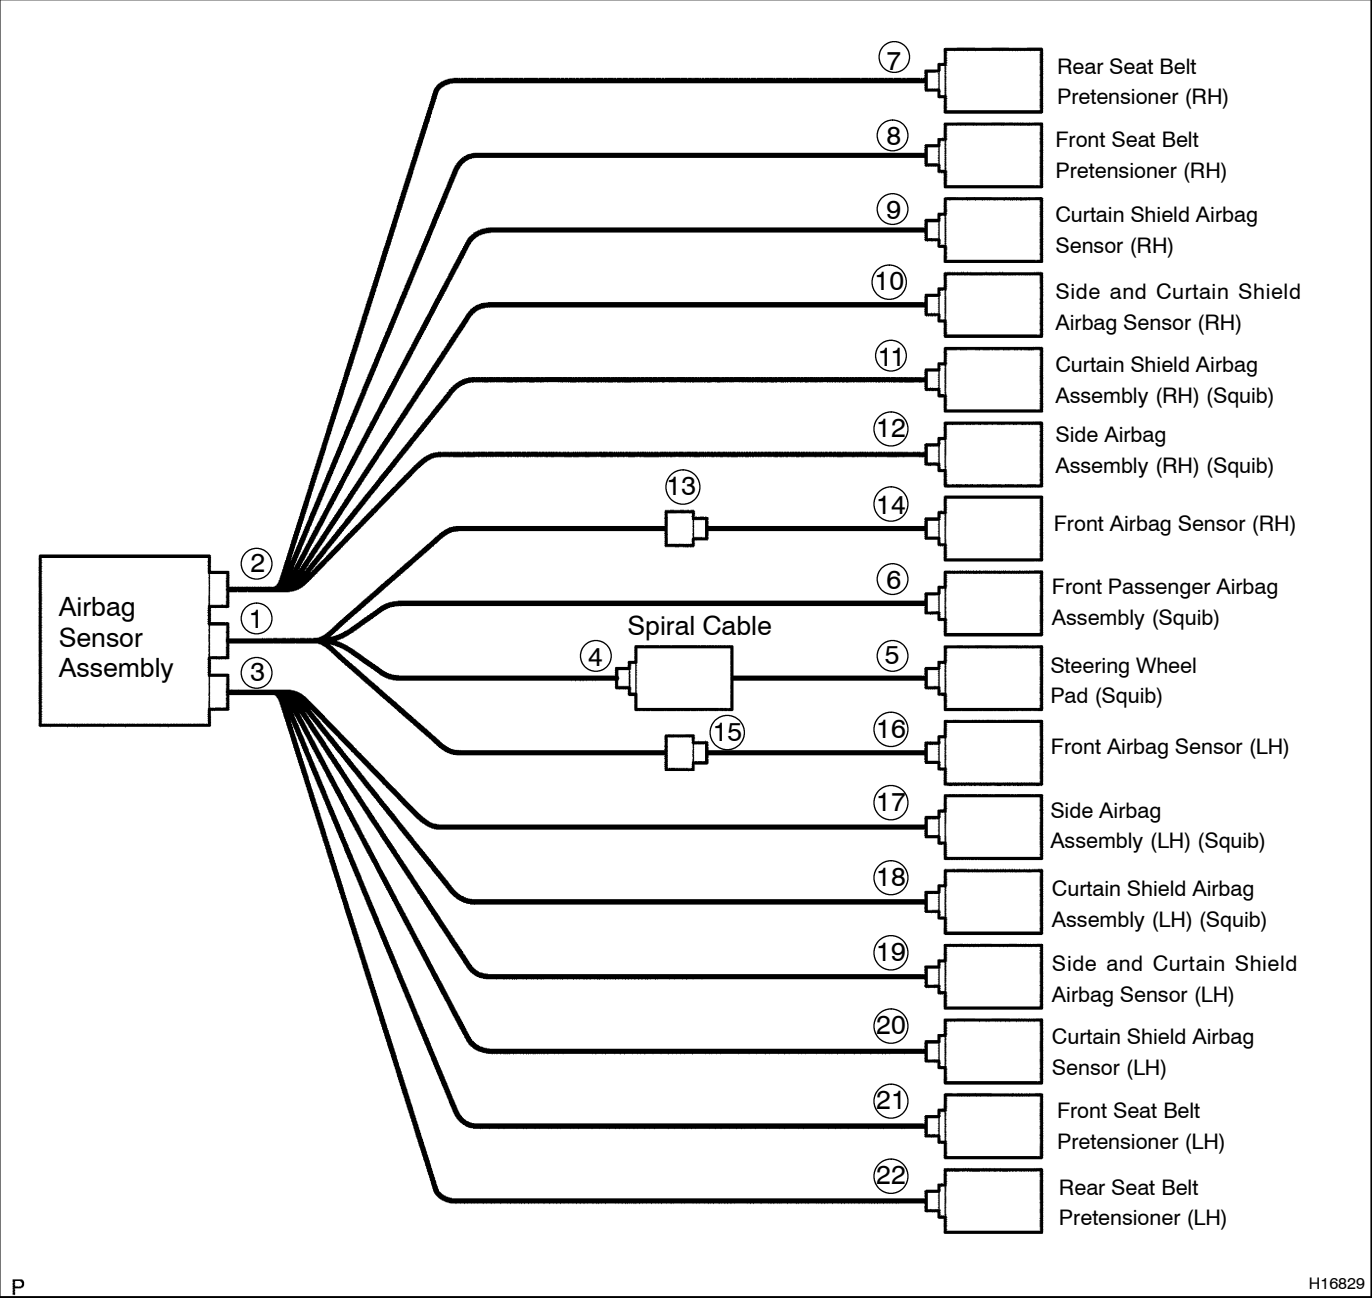 7
Rear Seat Belt
Pretensioner (RH)
8
Front Seat Belt
Pretensioner (RH)
9
Curtain Shield Airbag
Sensor (RH)
10
Side and Curtain Shield
Airbag Sensor (RH)
11
Curtain Shield Airbag
Assembly (RH) (Squib)
12
Side Airbag
Assembly (RH) (Squib)
13
14
Front Airbag Sensor (RH)
2
1
3
Airbag
Sensor
Assembly
6
Front Passenger Airbag
Assembly (Squib)
Spiral Cable
4
5
Steering Wheel
Pad (Squib)
15
16
Front Airbag Sensor (LH)
17
Side Airbag
Assembly (LH) (Squib)
18
Curtain Shield Airbag
Assembly (LH) (Squib)
19
Side and Curtain Shield
Airbag Sensor (LH)
20
Curtain Shield Airbag
Sensor (LH)
21
Front Seat Belt
Pretensioner (LH)
22
Rear Seat Belt
Pretensioner (LH)
P
H16829